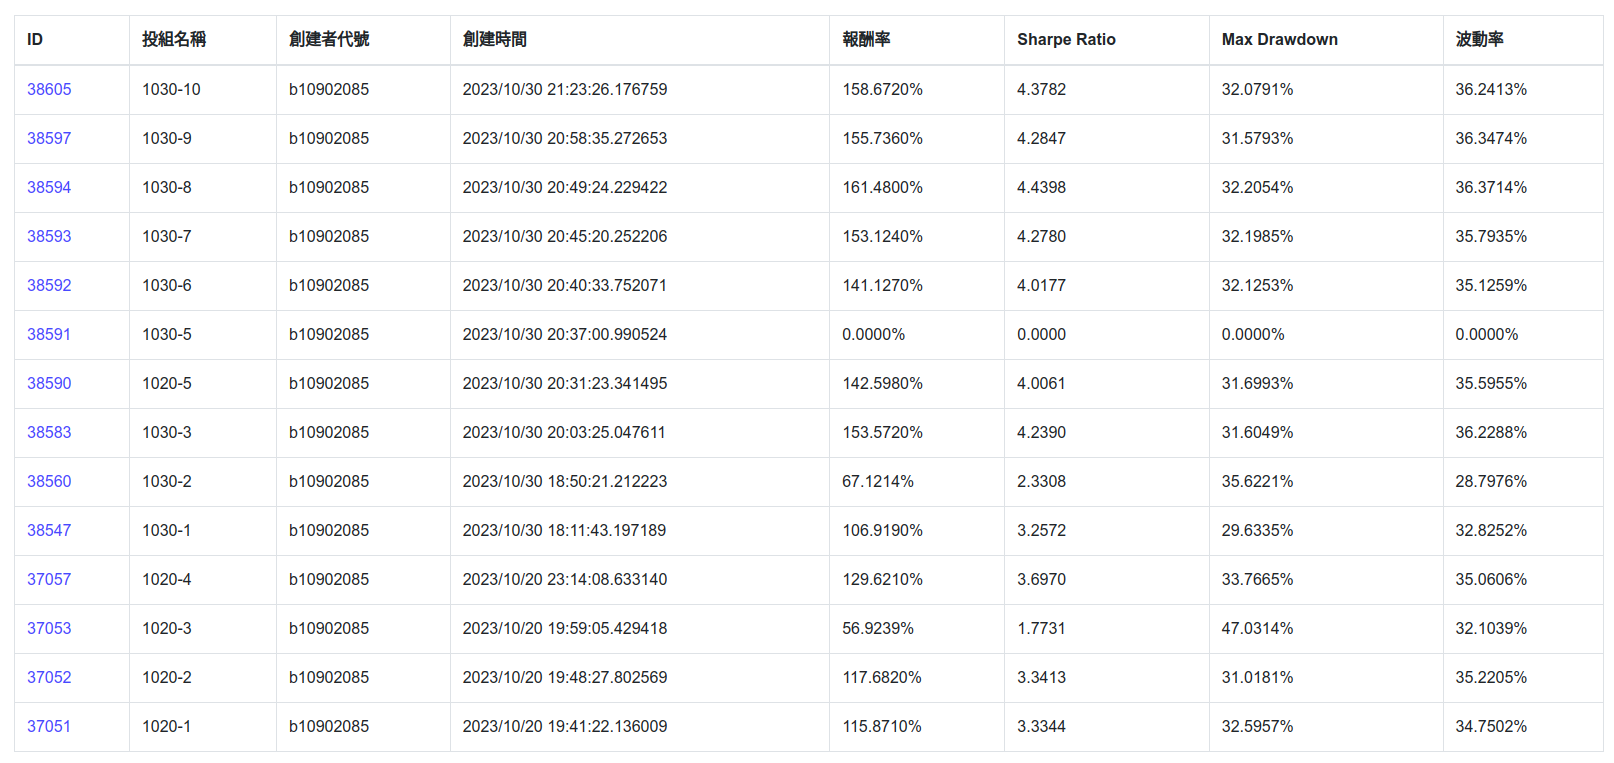 ID 投組名稱 創建者代號 創建時間 報酬率 Sharpe Ratio Max Drawdown 波動率
38605 1030-10 b10902085 2023/10/30 21:23:26.176759 158.6720% 4.3782 32.0791% 36.2413%
38597 1030-9 b10902085 2023/10/30 20:58:35.272653 155.7360% 4.2847 31.5793% 36.3474%
38594 1030-8 b10902085 2023/10/30 20:49:24.229422 161.4800% 4.4398 32.2054% 36.3714%
38593 1030-7 b10902085 2023/10/30 20:45:20.252206 153.1240% 4.2780 32.1985% 35.7935%
38592 1030-6 b10902085 2023/10/30 20:40:33.752071 141.1270% 4.0177 32.1253% 35.1259%
38591 1030-5 b10902085 2023/10/30 20:37:00.990524 0.0000% 0.0000 0.0000% 0.0000%
38590 1020-5 b10902085 2023/10/30 20:31:23.341495 142.5980% 4.0061 31.6993% 35.5955%
38583 1030-3 b10902085 2023/10/30 20:03:25.047611 153.5720% 4.2390 31.6049% 36.2288%
38560 1030-2 b10902085 2023/10/30 18:50:21.212223 67.1214% 2.3308 35.6221% 28.7976%
38547 1030-1 b10902085 2023/10/30 18:11:43.197189 106.9190% 3.2572 29.6335% 32.8252%
37057 1020-4 b10902085 2023/10/20 23:14:08.633140 129.6210% 3.6970 33.7665% 35.0606%
37053 1020-3 b10902085 2023/10/20 19:59:05.429418 56.9239% 1.7731 47.0314% 32.1039%
37052 1020-2 b10902085 2023/10/20 19:48:27.802569 117.6820% 3.3413 31.0181% 35.2205%
37051 1020-1 b10902085 2023/10/20 19:41:22.136009 115.8710% 3.3344 32.5957% 34.7502%